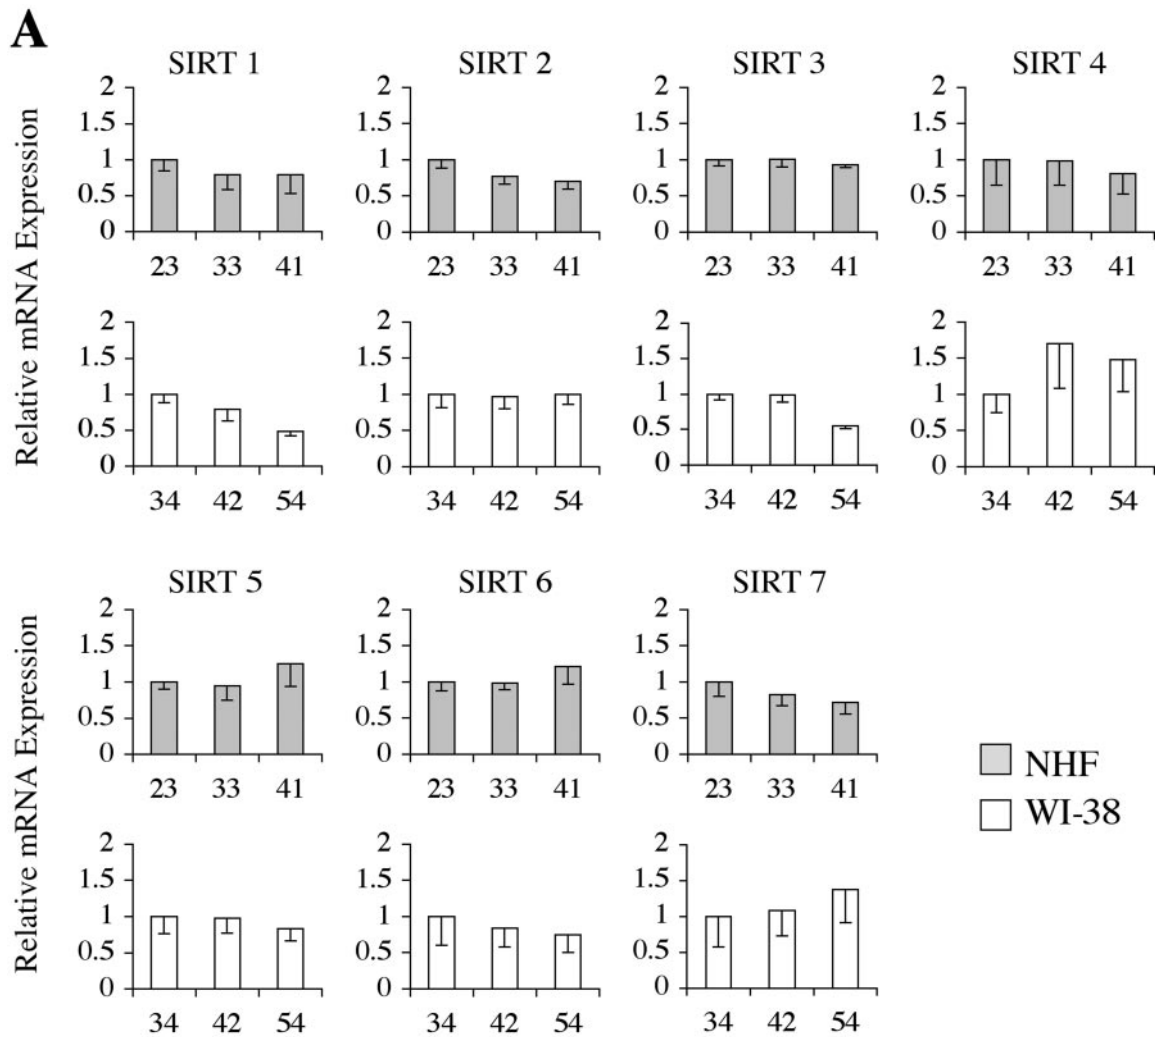 A
SIRT 1 SIRT 2 SIRT 3 SIRT 4
Relative mRNA Expression
2 2 2 2
1.5 1.5 1.5 1.5
1 1 1 1
0.5 0.5 0.5 0.5
0 0 0 0
23 33 41 23 33 41 23 33 41 23 33 41
2 2 2 2
1.5 1.5 1.5 1.5
1 1 1 1
0.5 0.5 0.5 0.5
0 0 0 0
34 42 54 34 42 54 34 42 54 34 42 54
SIRT 5 SIRT 6 SIRT 7
Relative mRNA Expression
2 2 2
1.5 1.5 1.5
1 1 1
0.5 0.5 0.5
0 0 0
23 33 41 23 33 41 23 33 41
NHF
WI-38
2 2 2
1.5 1.5 1.5
1 1 1
0.5 0.5 0.5
0 0 0
34 42 54 34 42 54 34 42 54